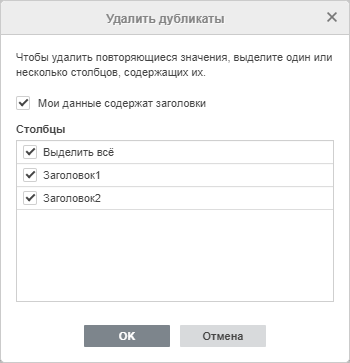 Удалить дубликаты
Чтобы удалить повторяющиеся значения, выделите один или
несколько столбцов, содержащих их.
Мои данные содержат заголовки
Столбцы
Выделить всё
Заголовок1
Заголовок2
OK
Отмена